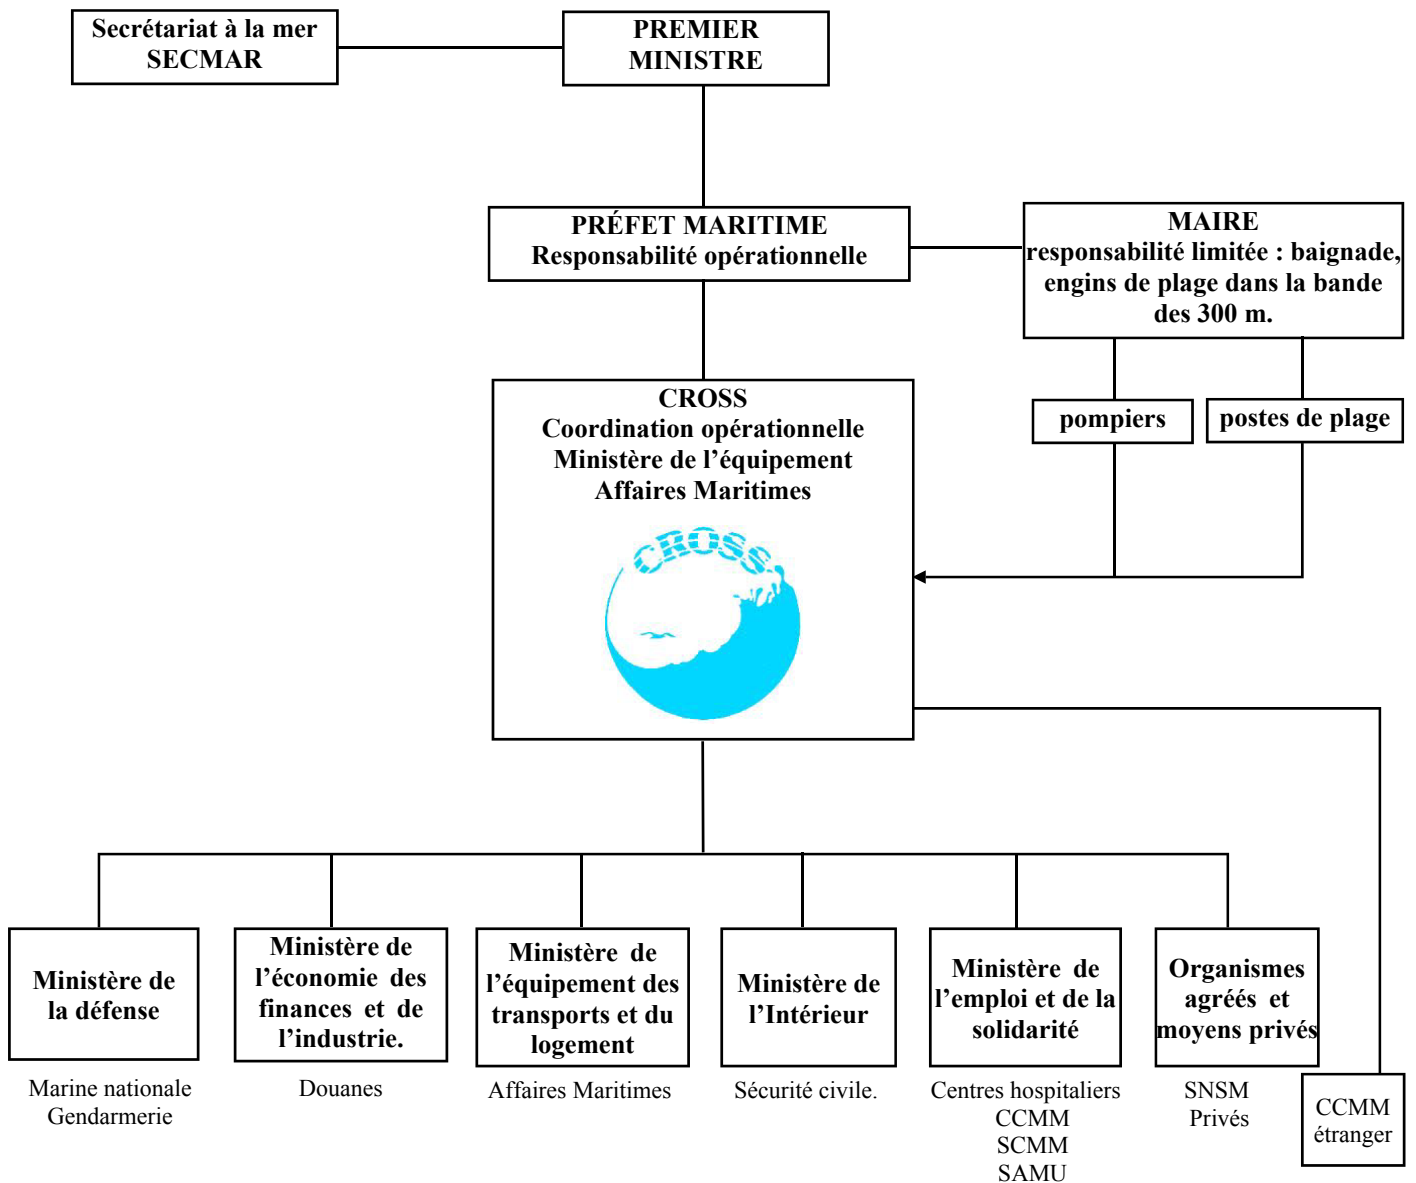 Secrétariat à la mer
SECMAR
PREMIER
MINISTRE
PRÉFET MARITIME
Responsabilité opérationnelle
MAIRE
responsabilité limitée : baignade,
engins de plage dans la bande
des 300 m.
pompiers
postes de plage
CROSS
Coordination opérationnelle
Ministère de l’équipement
Affaires Maritimes
CROSS
Ministère de
la défense
Marine nationale
Gendarmerie
Ministère de
l’économie des
finances et de
l’industrie.
Douanes
Ministère de
l’équipement des
transports et du
logement
Affaires Maritimes
Ministère de
l’Intérieur
Sécurité civile.
Ministère de
l’emploi et de la
solidarité
Centres hospitaliers
CCMM
SCMM
SAMU
Organismes
agréés et
moyens privés
SNSM
Privés
CCMM
étranger